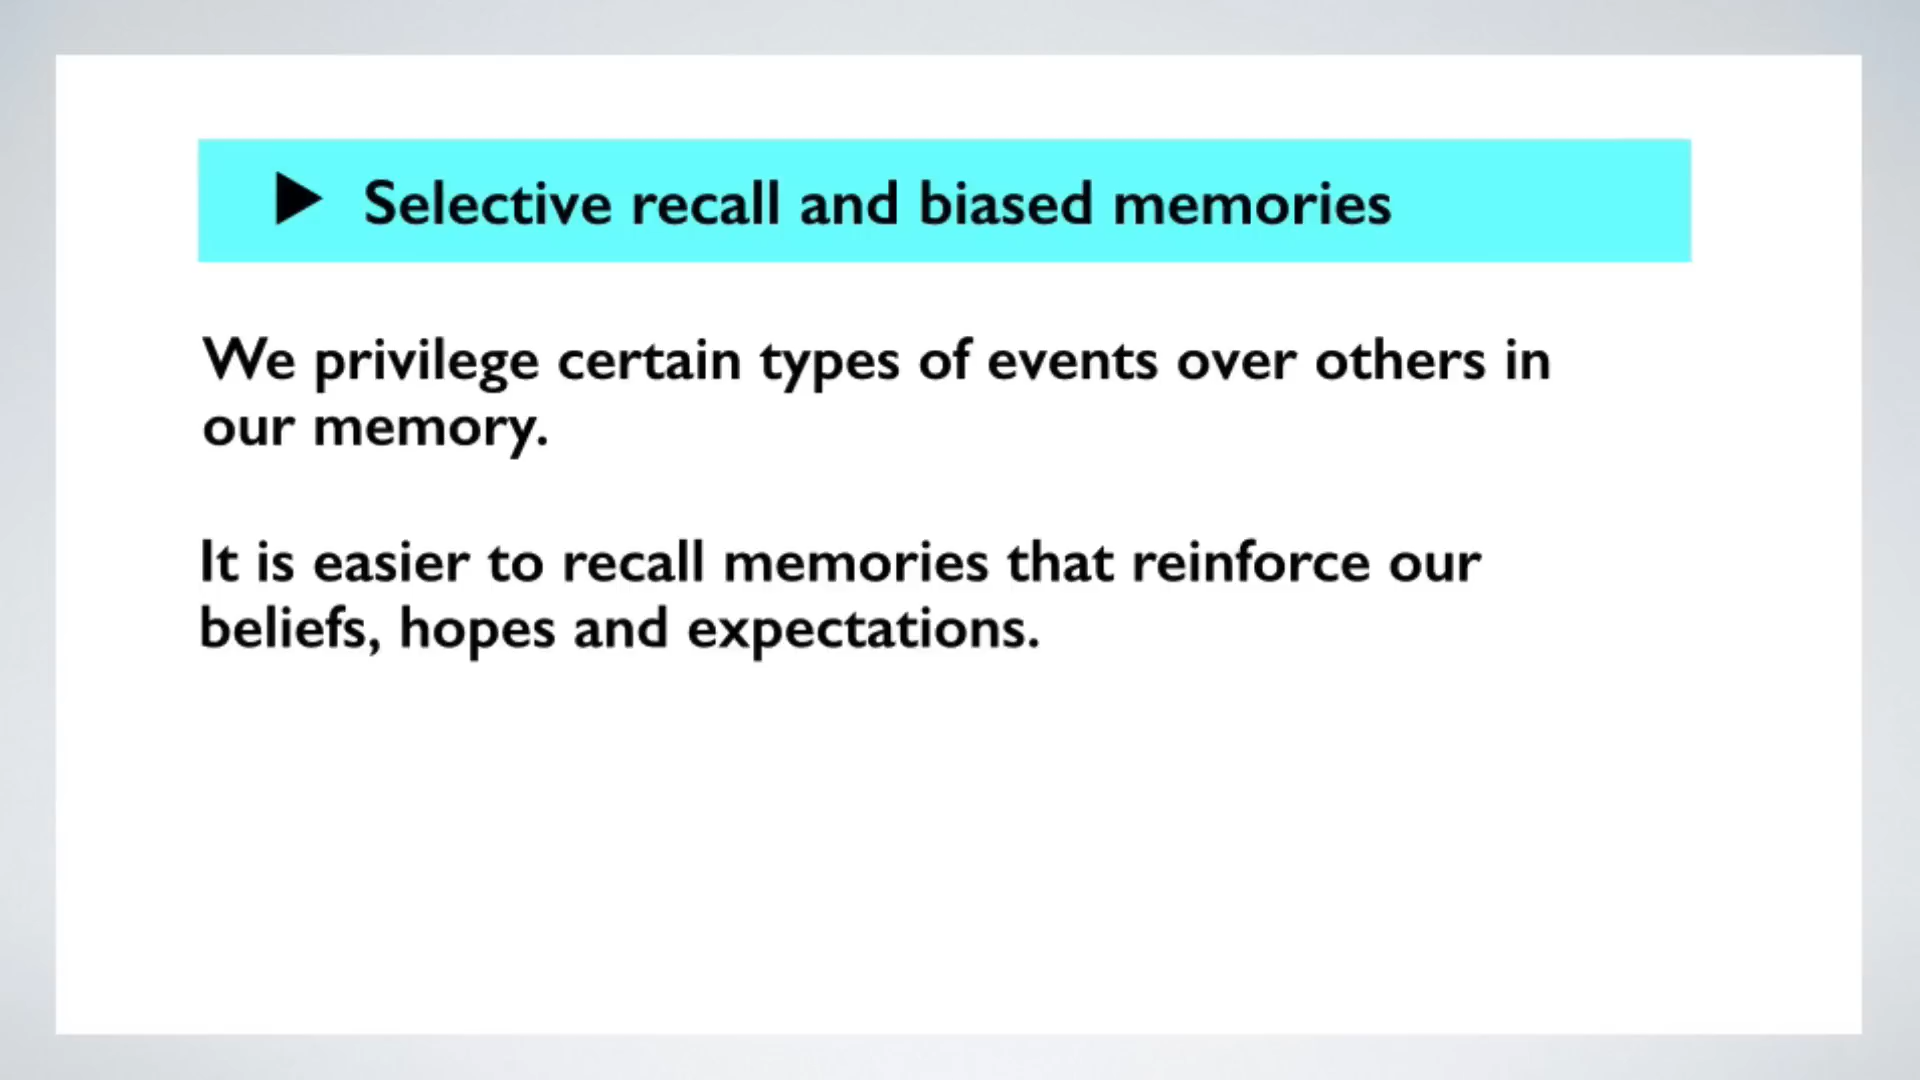 ▶ Selective recall and biased memories
We privilege certain types of events over others in
our memory.
It is easier to recall memories that reinforce our
beliefs, hopes and expectations.